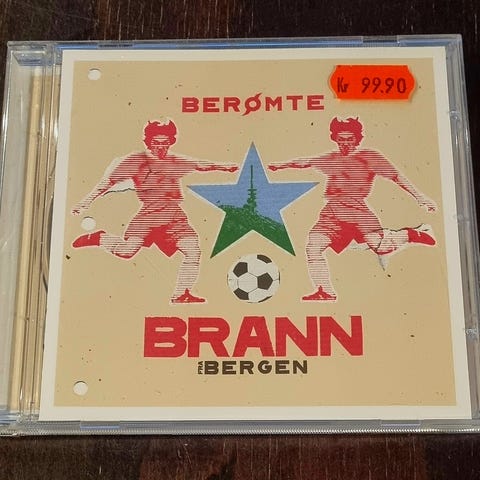 Kr 99.90
BERØMTE
BRANN
FRA BERGEN